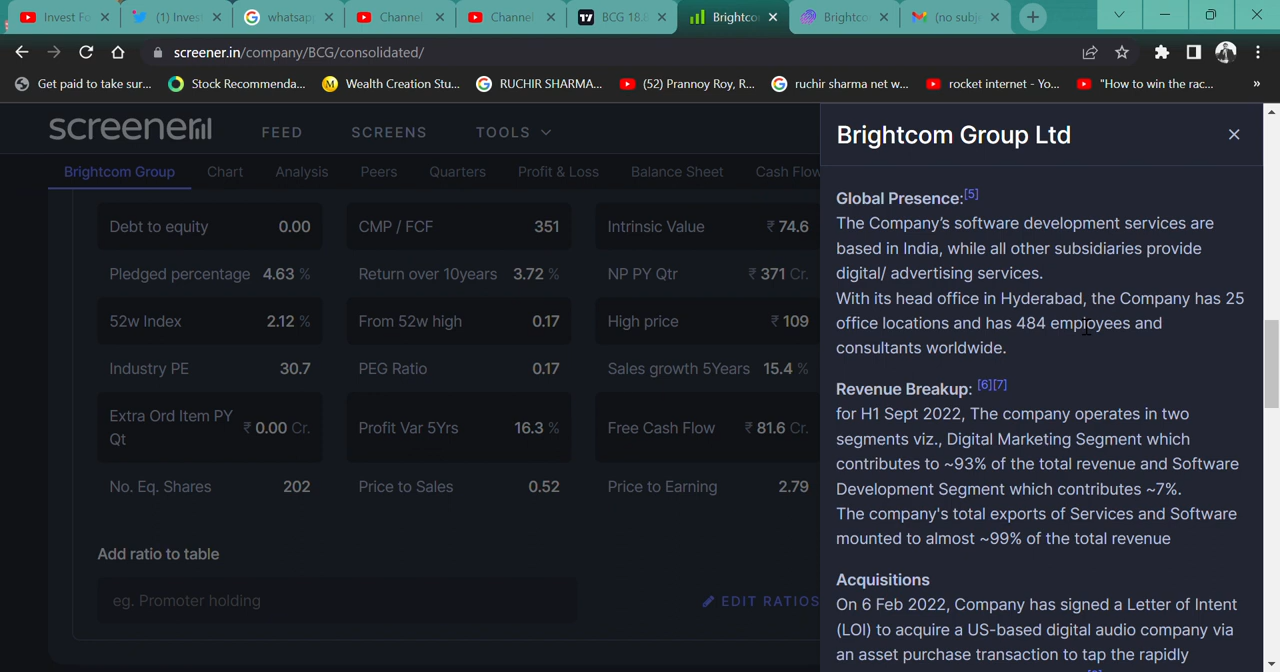 Invest Fo
(1) Invest
whatsap
Channel
Channel
BCG 18.
Brightco
Brightco
(no subj
screener.in/company/BCG/consolidated/
Get paid to take sur...
Stock Recommenda...
Wealth Creation Stu...
RUCHIR SHARMA...
(52) Prannoy Roy, R...
ruchir sharma net w...
rocket internet - Yo...
"How to win the rac...
»
screener
FEED
SCREENS
TOOLS
Brightcom Group
Chart
Analysis
Peers
Quarters
Profit & Loss
Balance Sheet
Cash Flow
Debt to equity 0.00
CMP / FCF 351
Intrinsic Value ₹ 74.6
Pledged percentage 4.63 %
Return over 10years 3.72 %
NP PY Qtr ₹ 371 Cr.
52w Index 2.12 %
From 52w high 0.17
High price ₹ 109
Industry PE 30.7
PEG Ratio 0.17
Sales growth 5Years 15.4 %
Extra Ord Item PY
Qt ₹ 0.00 Cr.
Profit Var 5Yrs 16.3 %
Free Cash Flow ₹ 81.6 Cr.
No. Eq. Shares 202
Price to Sales 0.52
Price to Earning 2.79
Add ratio to table
eg. Promoter holding
EDIT RATIOS
Brightcom Group Ltd
Global Presence:[5]
The Company's software development services are
based in India, while all other subsidiaries provide
digital/ advertising services.
With its head office in Hyderabad, the Company has 25
office locations and has 484 employees and
consultants worldwide.
Revenue Breakup: [6][7]
for H1 Sept 2022, The company operates in two
segments viz., Digital Marketing Segment which
contributes to ~93% of the total revenue and Software
Development Segment which contributes ~7%.
The company's total exports of Services and Software
mounted to almost ~99% of the total revenue
Acquisitions
On 6 Feb 2022, Company has signed a Letter of Intent
(LOI) to acquire a US-based digital audio company via
an asset purchase transaction to tap the rapidly